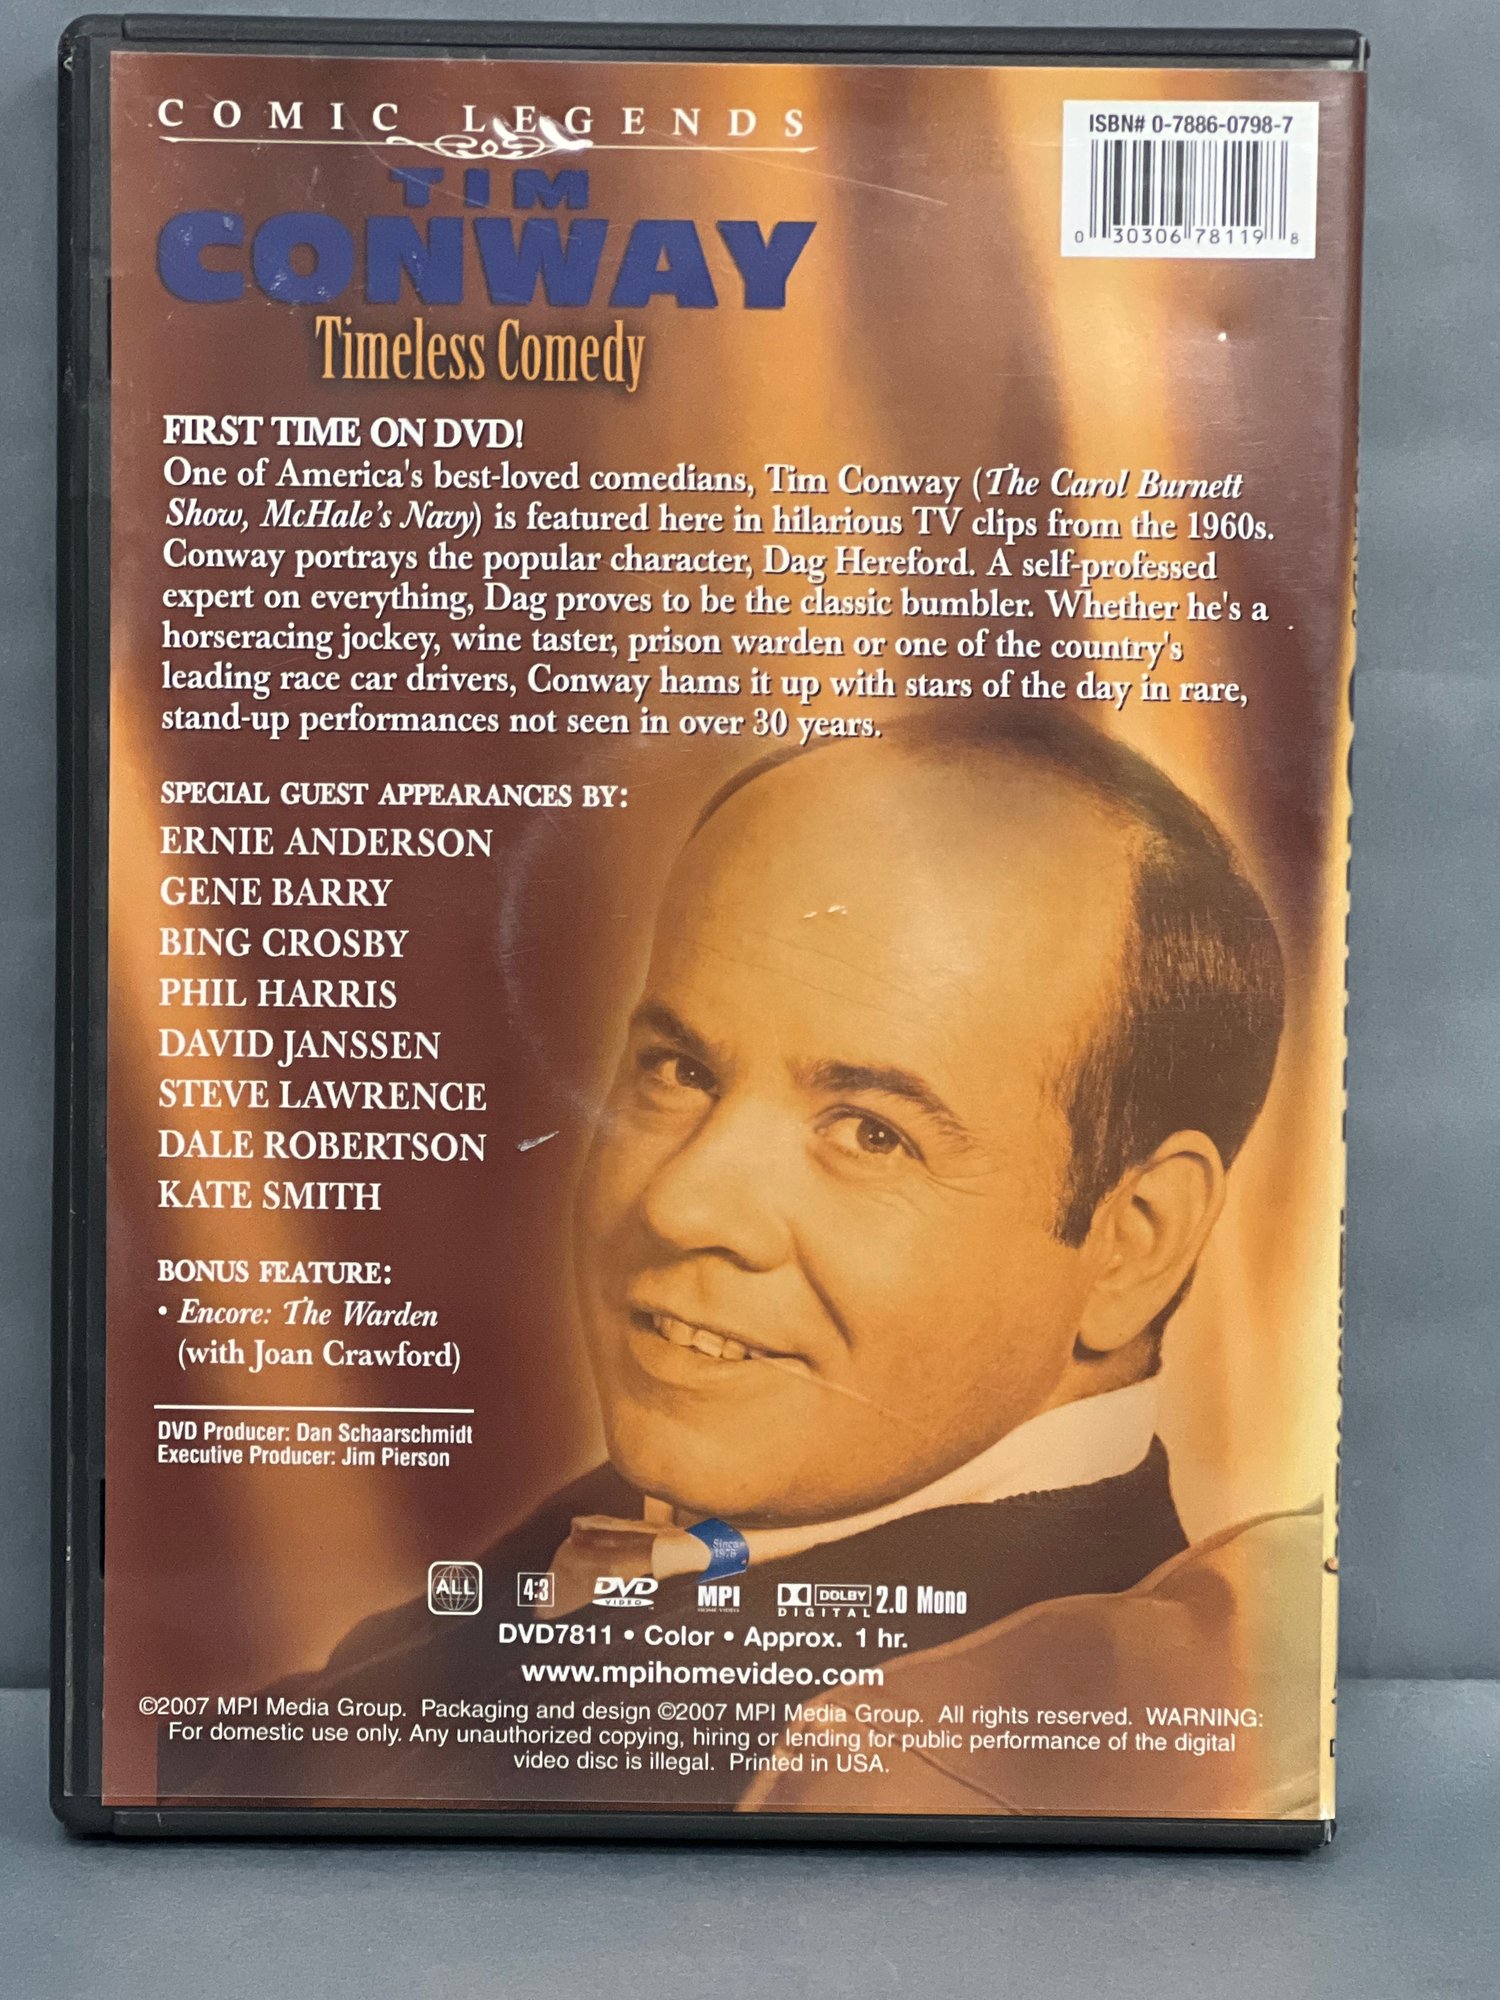 COMIC LEGENDS
TIM
CONWAY
Timeless Comedy
ISBN# 0-7886-0798-7
0 30306 78119 8
FIRST TIME ON DVD!
One of America's best-loved comedians, Tim Conway (The Carol Burnett
Show, McHale's Navy) is featured here in hilarious TV clips from the 1960s.
Conway portrays the popular character, Dag Hereford. A self-professed
expert on everything, Dag proves to be the classic bumbler. Whether he's a
horseracing jockey, wine taster, prison warden or one of the country's
leading race car drivers, Conway hams it up with stars of the day in rare,
stand-up performances not seen in over 30 years.
SPECIAL GUEST APPEARANCES BY:
ERNIE ANDERSON
GENE BARRY
BING CROSBY
PHIL HARRIS
DAVID JANSSEN
STEVE LAWRENCE
DALE ROBERTSON
KATE SMITH
BONUS FEATURE:
• Encore: The Warden
(with Joan Crawford)
DVD Producer: Dan Schaarschmidt
Executive Producer: Jim Pierson
ALL
4:3
DVD
VIDEO
Since
1976
MPI
HOME VIDEO
DOLBY
DIGITAL
2.0 Mono
DVD7811 • Color • Approx. 1 hr.
www.mpihomevideo.com
©2007 MPI Media Group. Packaging and design ©2007 MPI Media Group. All rights reserved. WARNING:
For domestic use only. Any unauthorized copying, hiring or lending for public performance of the digital
video disc is illegal. Printed in USA.